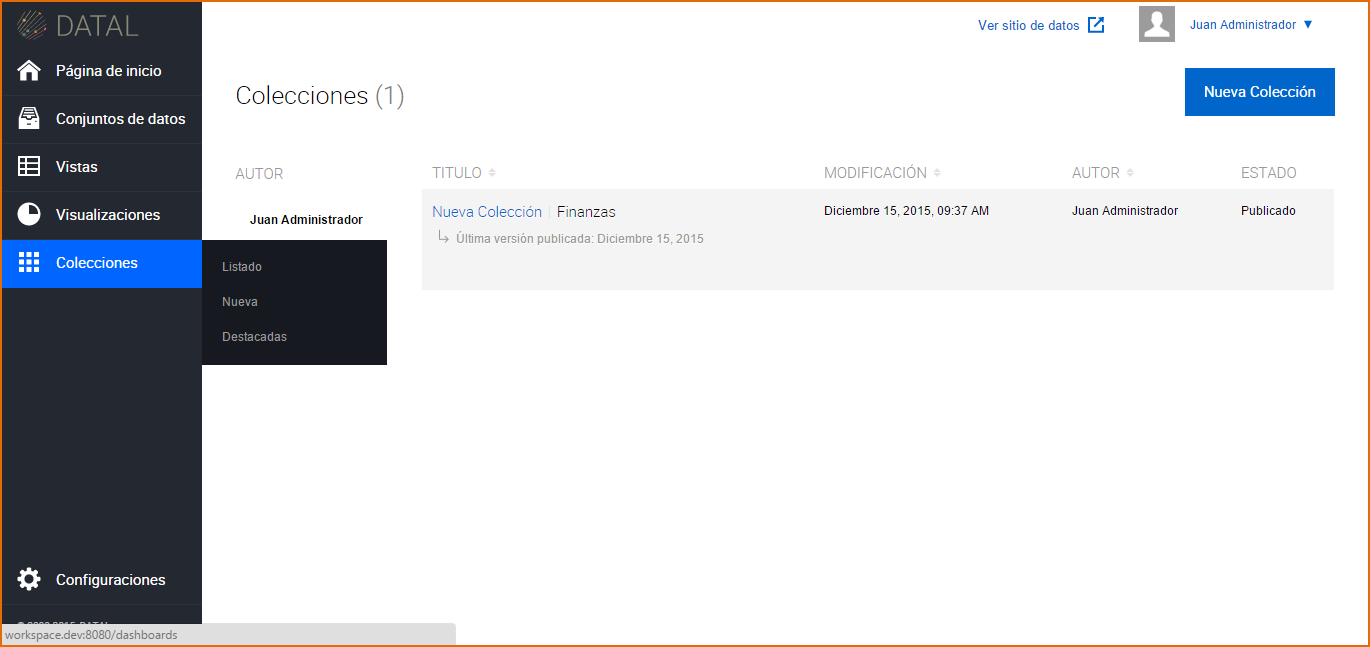 DATAL
Ver sitio de datos
Juan Administrador ▼
Página de inicio
Conjuntos de datos
Vistas
Visualizaciones
Colecciones
Listado
Nueva
Destacadas
Configuraciones
Colecciones (1)
Nueva Colección
AUTOR
Juan Administrador
TITULO MODIFICACIÓN AUTOR ESTADO
Nueva Colección | Finanzas Diciembre 15, 2015, 09:37 AM Juan Administrador Publicado
Última versión publicada: Diciembre 15, 2015
workspace.dev:8080/dashboards